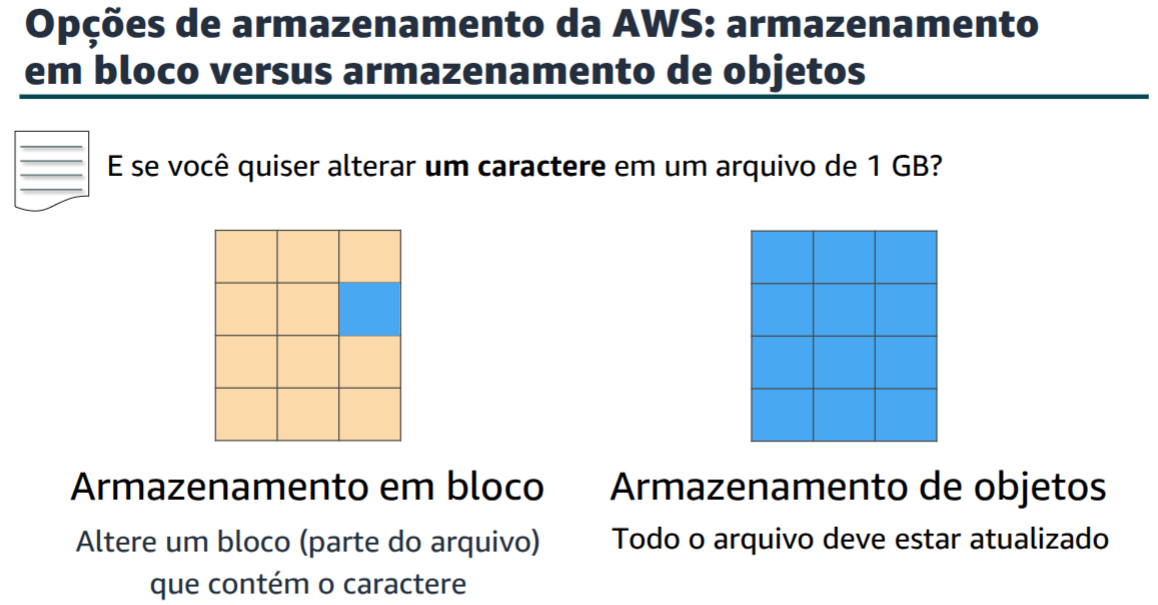 Opções de armazenamento da AWS: armazenamento
em bloco versus armazenamento de objetos
E se você quiser alterar um caractere em um arquivo de 1 GB?
Armazenamento em bloco
Altere um bloco (parte do arquivo)
que contém o caractere
Armazenamento de objetos
Todo o arquivo deve estar atualizado